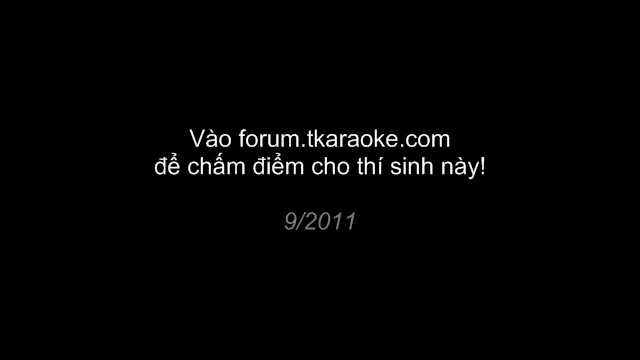 Vào forum.tkaraoke.com
để chấm điểm cho thí sinh này!
9/2011